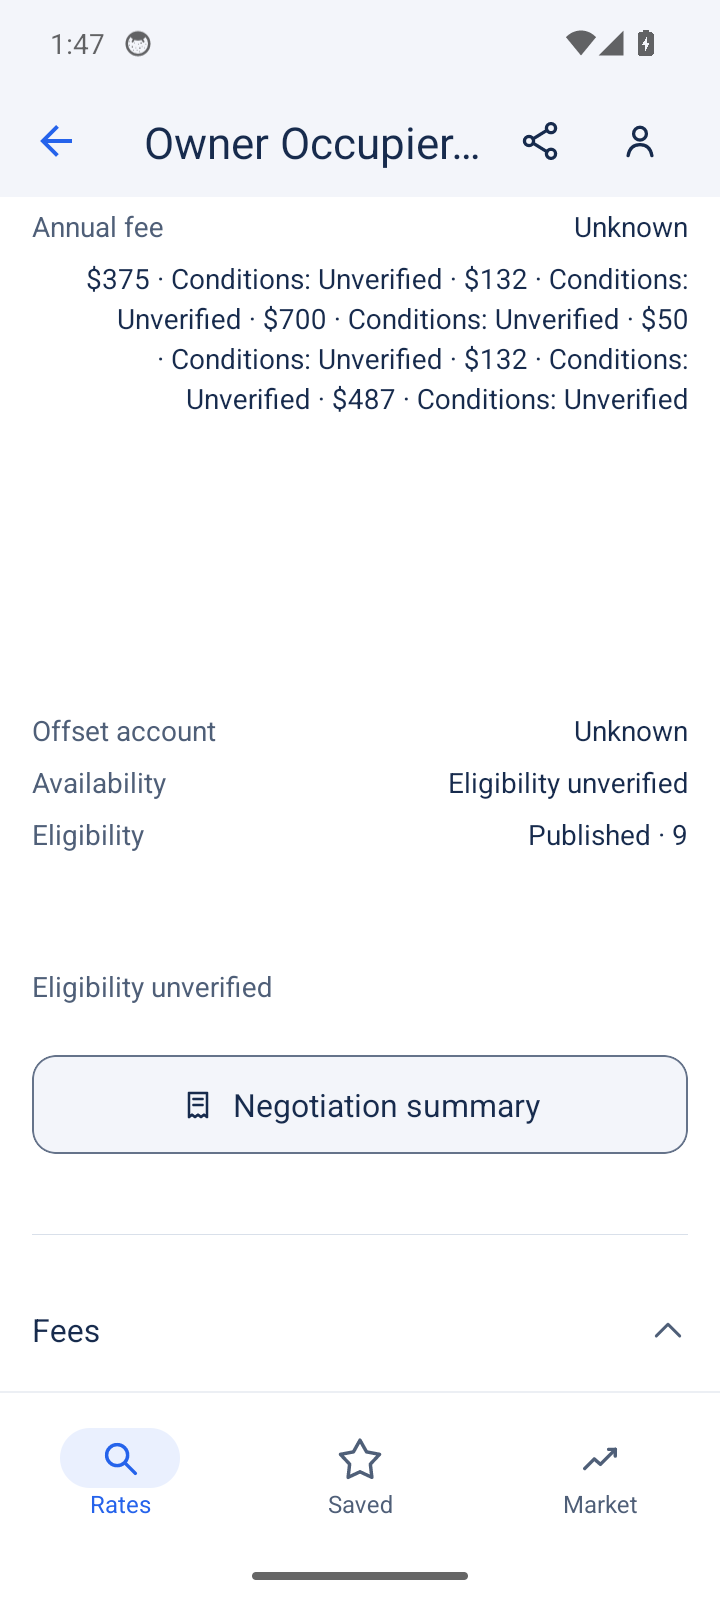 1:47
Owner Occupier...
Annual fee Unknown
$375 · Conditions: Unverified · $132 · Conditions:
Unverified · $700 · Conditions: Unverified · $50
· Conditions: Unverified · $132 · Conditions:
Unverified · $487 · Conditions: Unverified
Offset account Unknown
Availability Eligibility unverified
Eligibility Published · 9
Eligibility unverified
Negotiation summary
Fees
Rates Saved Market